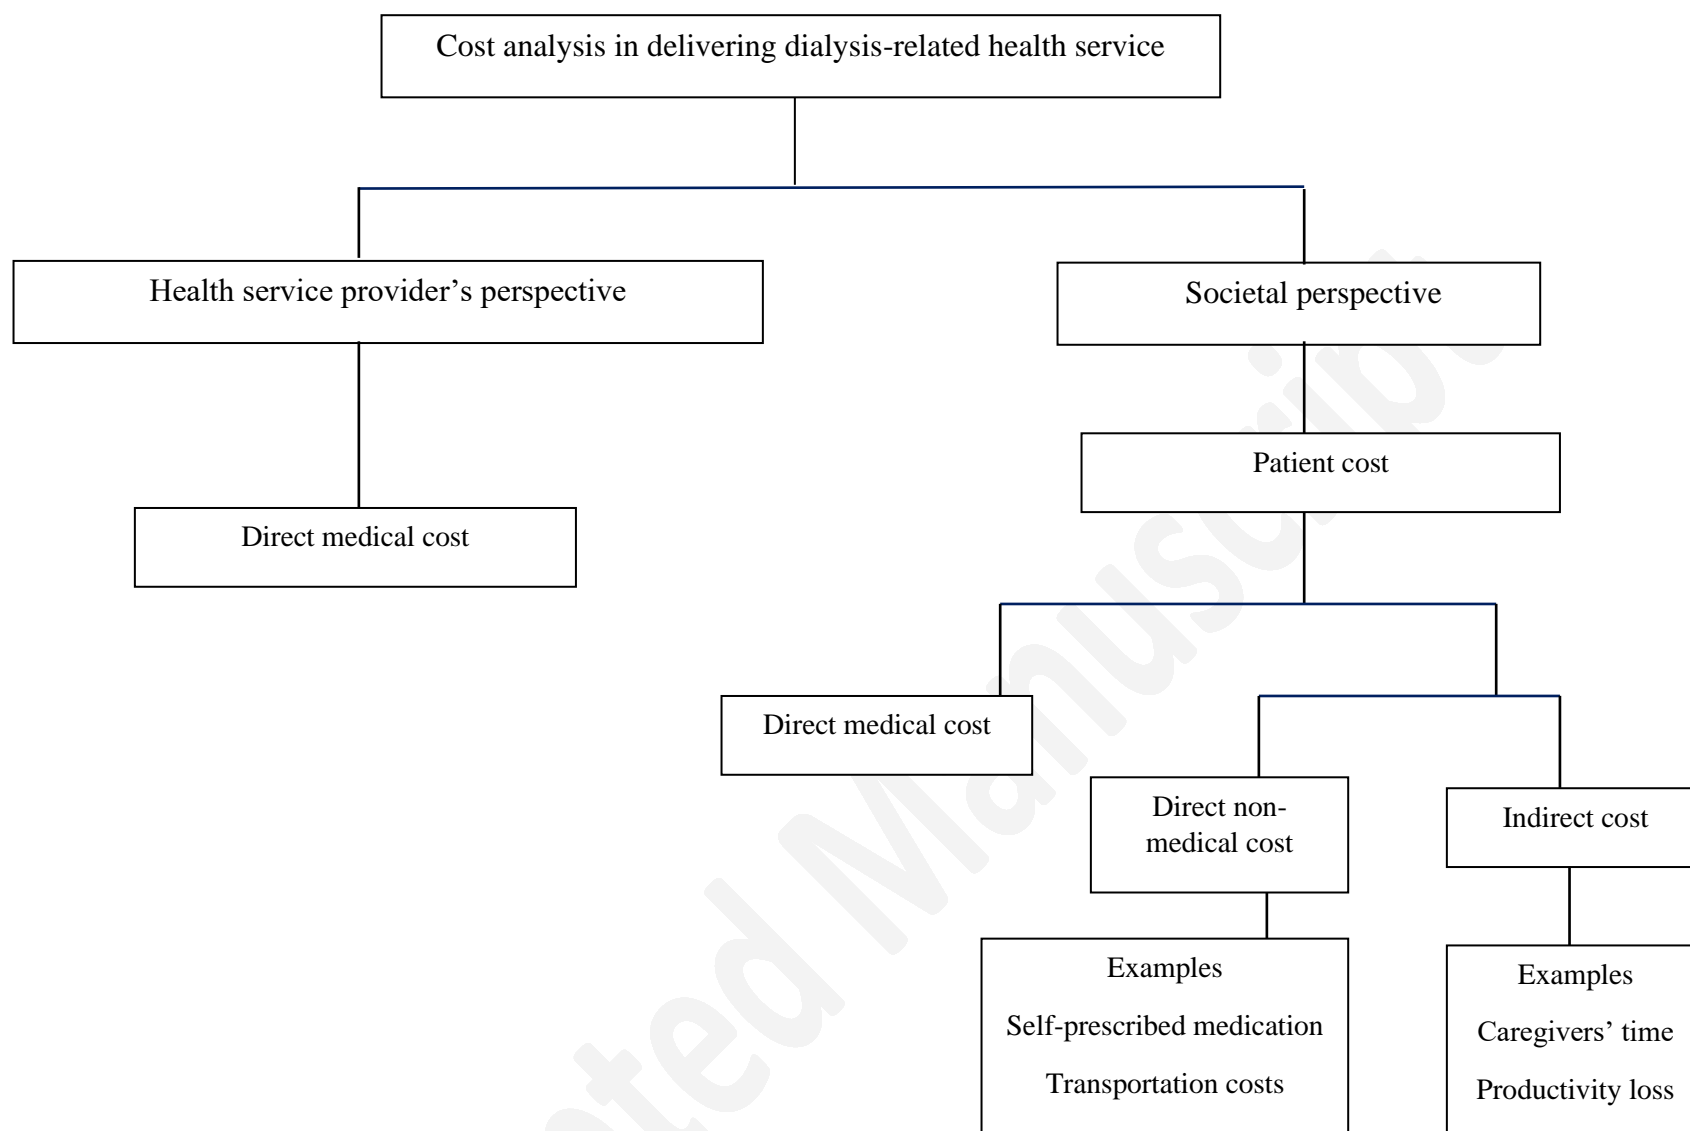 Cost analysis in delivering dialysis-related health service
Health service provider’s perspective
Societal perspective
Patient cost
Direct medical cost
Direct medical cost
Direct non-
medical cost
Indirect cost
Examples
Self-prescribed medication
Transportation costs
Examples
Caregivers’ time
Productivity loss